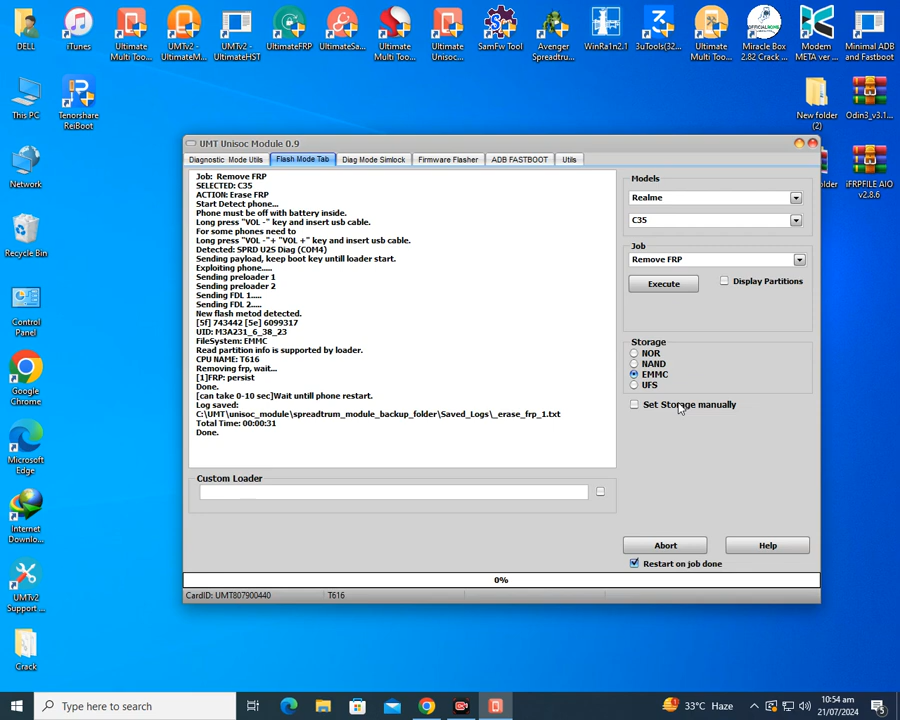 DELL
iTunes
Ultimate
Multi Too...
UMTv2 -
UltimateM...
UMTv2 -
UltimateHST
UltimateFRP
UltimateSa...
Ultimate
Multi Too...
Ultimate
Unisoc...
SamFw Tool
Avenger
Spreadtru...
WinRa1n2.1
3uTools(32...
Ultimate
Multi Too...
Miracle Box
2.82 Crack ...
Modem
META ver ...
Minimal ADB
and Fastboot
This PC
Tenorshare
ReiBoot
New folder
(2)
Odin3_v3.1...
Network
older
iFRPFILE AIO
v2.8.6
Recycle Bin
Control
Panel
Google
Chrome
Microsoft
Edge
Internet
Downlo...
UMTv2
Support ...
Crack
UMT Unisoc Module 0.9
Diagnostic Mode Utils
Flash Mode Tab
Diag Mode Simlock
Firmware Flasher
ADB FASTBOOT
Utils
Job: Remove FRP
SELECTED: C35
ACTION: Erase FRP
Start Detect phone...
Phone must be off with battery inside.
Long press "VOL -" key and insert usb cable.
For some phones need to
Long press "VOL -"+ "VOL +" key and insert usb cable.
Detected: SPRD U2S Diag (COM4)
Sending payload, keep boot key untill loader start.
Exploiting phone.....
Sending preloader 1
Sending preloader 2
Sending FDL 1.....
Sending FDL 2.....
New flash metod detected.
[5f] 743442 [5e] 6099317
UID: M3A231_6_38_23
FileSystem: EMMC
Read partition info is supported by loader.
CPU NAME: T616
Removing frp, wait...
[1]FRP: persist
Done.
[can take 0-10 sec]Wait untill phone restart.
Log saved:
C:\UMT\unisoc_module\spreadtrum_module_backup_folder\Saved_Logs\_erase_frp_1.txt
Total Time: 00:00:31
Done.
Custom Loader
Models
Realme
C35
Job
Remove FRP
Execute
Display Partitions
Storage
NOR
NAND
EMMC
UFS
Set Storage manually
Abort
Help
Restart on job done
0%
CardID: UMT807900440
T616
Type here to search
33°C Haze
10:54 am
21/07/2024
5